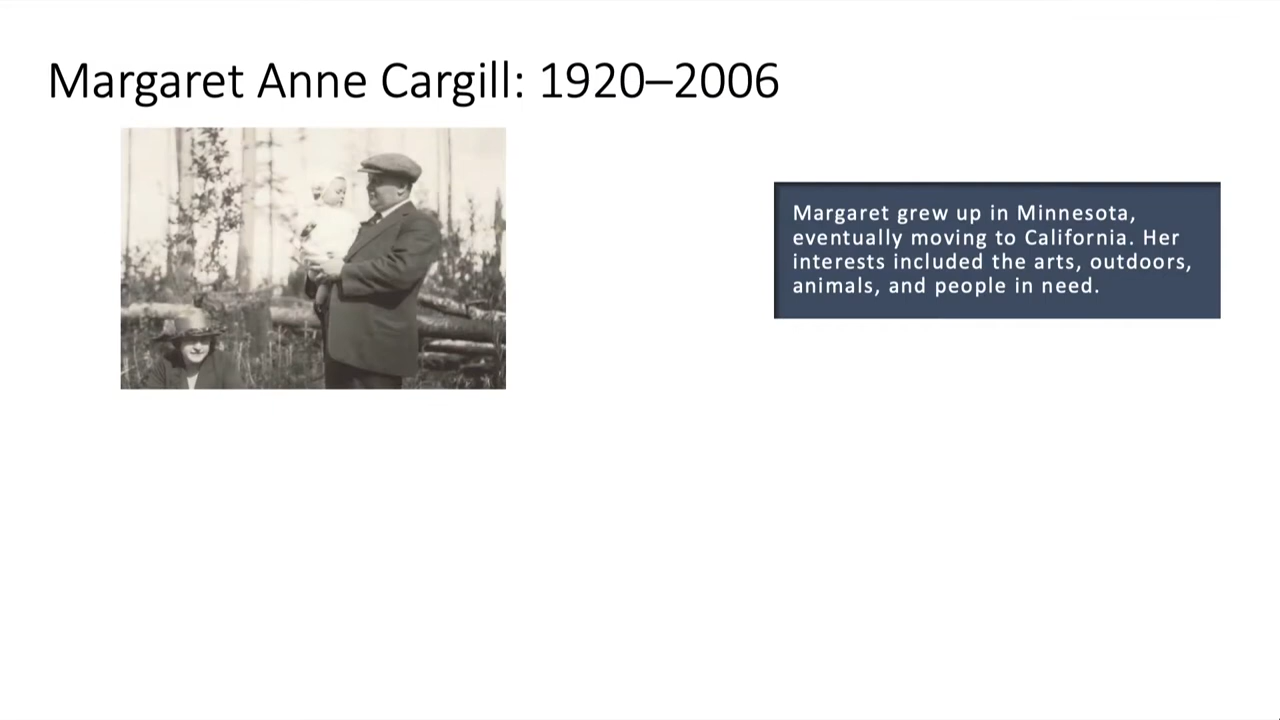 Margaret Anne Cargill: 1920–2006
Margaret grew up in Minnesota,
eventually moving to California. Her
interests included the arts, outdoors,
animals, and people in need.